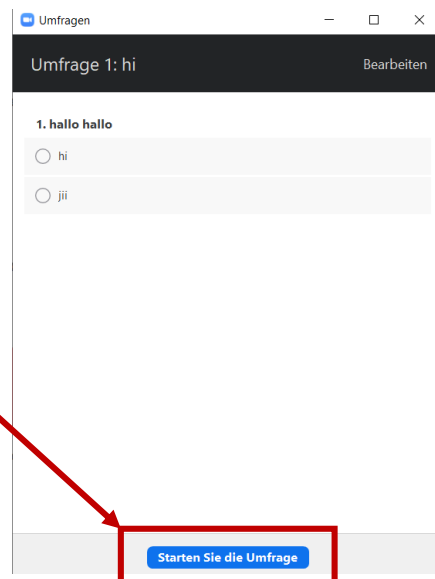 Umfragen
Umfrage 1: hi
Bearbeiten
1. hallo hallo
hi
jii
Starten Sie die Umfrage